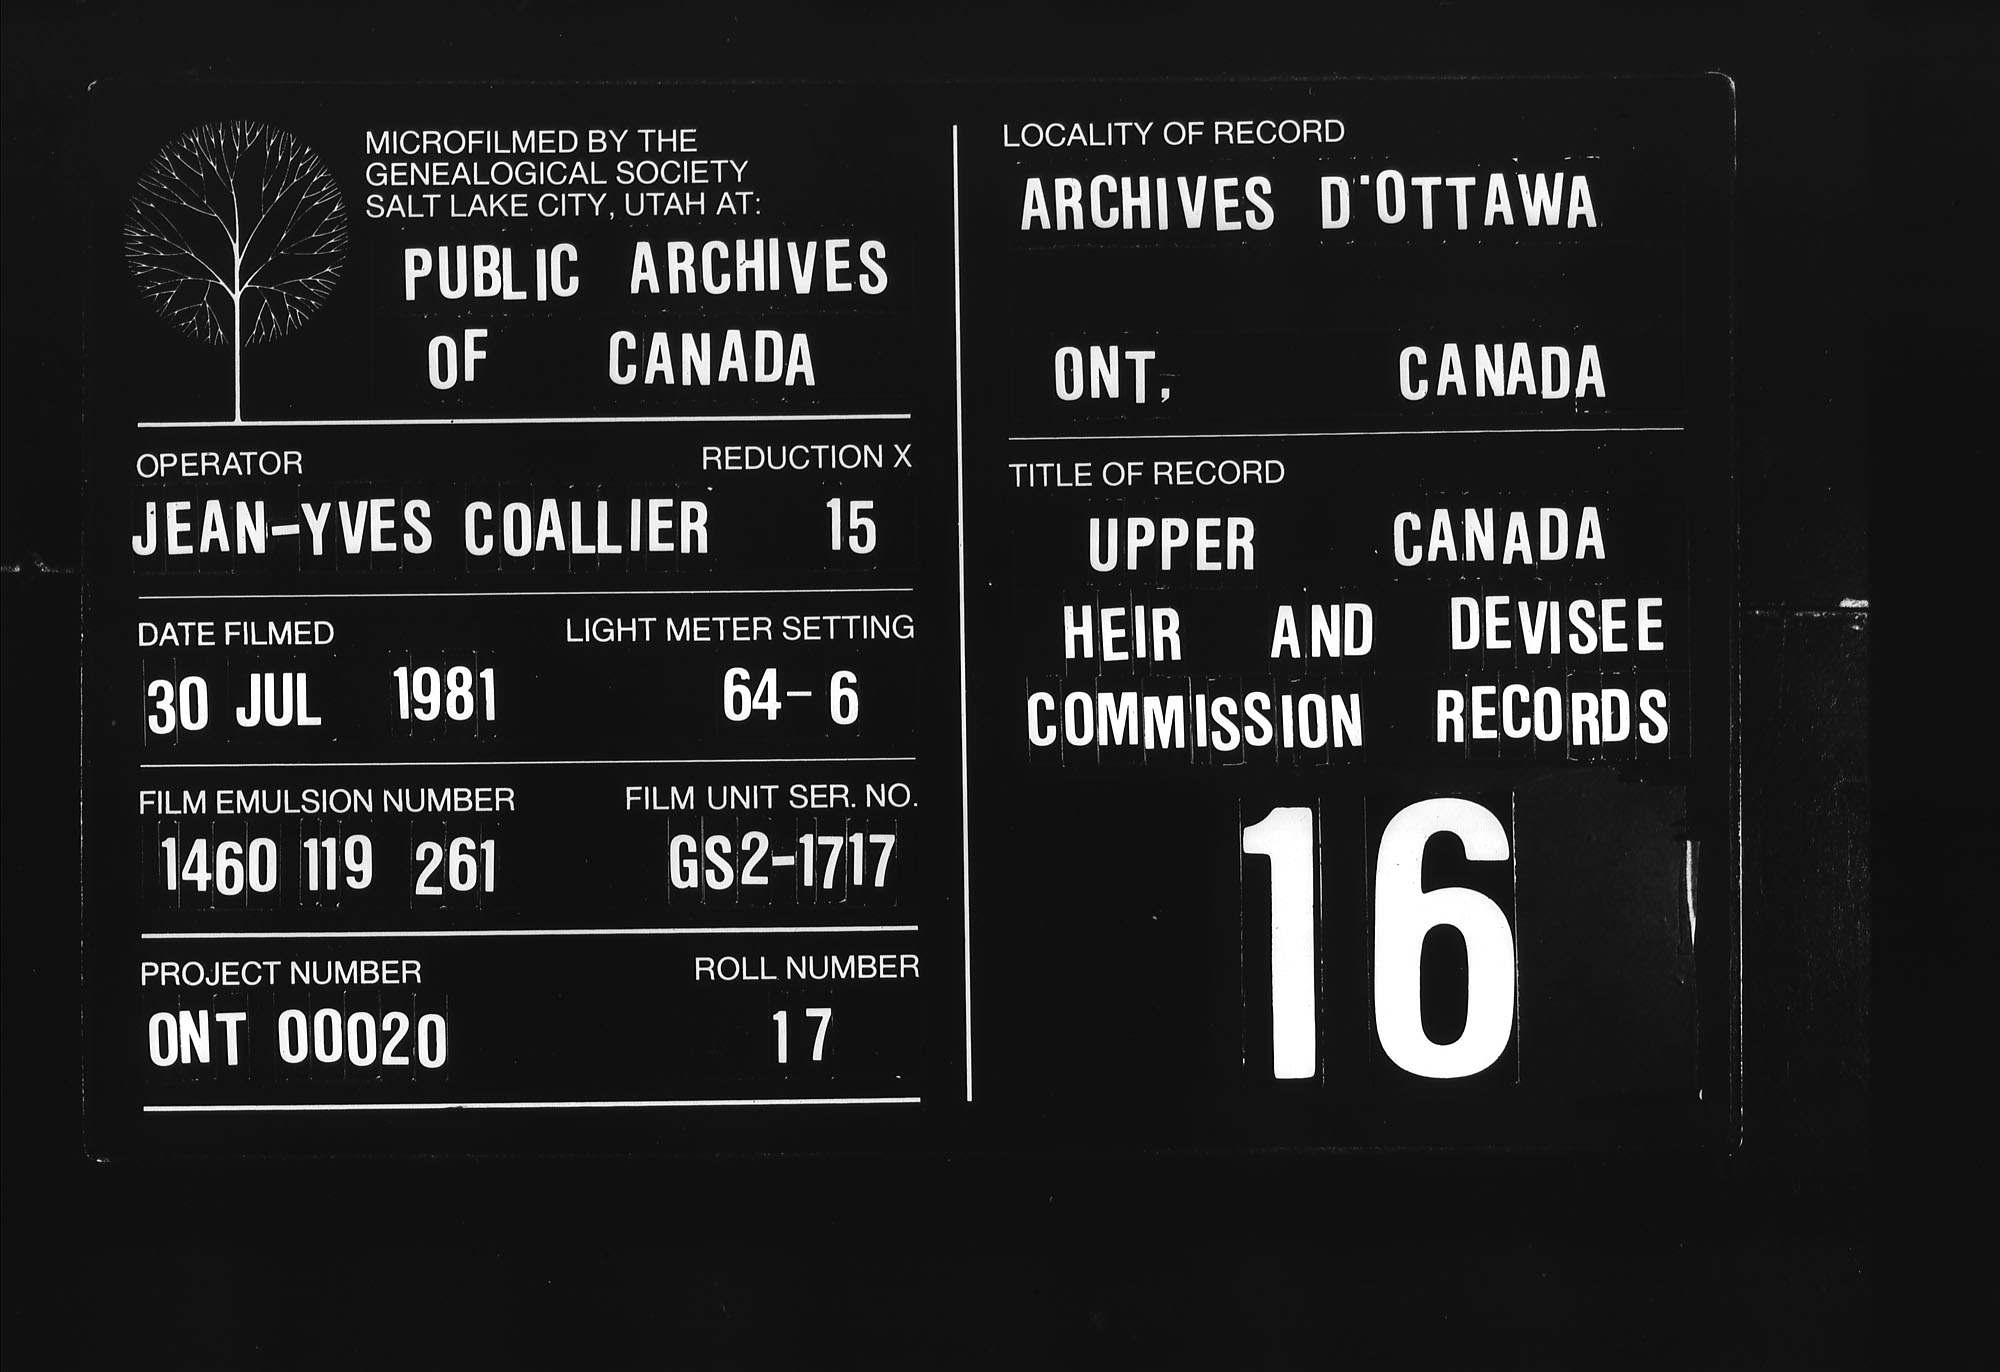 MICROFILMED BY THE
GENEALOGICAL SOCIETY
SALT LAKE CITY, UTAH AT:
PUBLIC ARCHIVES
OF CANADA
OPERATOR REDUCTION X
JEAN-YVES COALLIER 15
DATE FILMED LIGHT METER SETTING
30 JUL 1981 64-6
FILM EMULSION NUMBER FILM UNIT SER. NO.
1460 119 261 GS2-1717
PROJECT NUMBER ROLL NUMBER
ONT 00020 17
LOCALITY OF RECORD
ARCHIVES D'OTTAWA
ONT, CANADA
TITLE OF RECORD
UPPER CANADA
HEIR AND DEVISEE
COMMISSION RECORDS
16